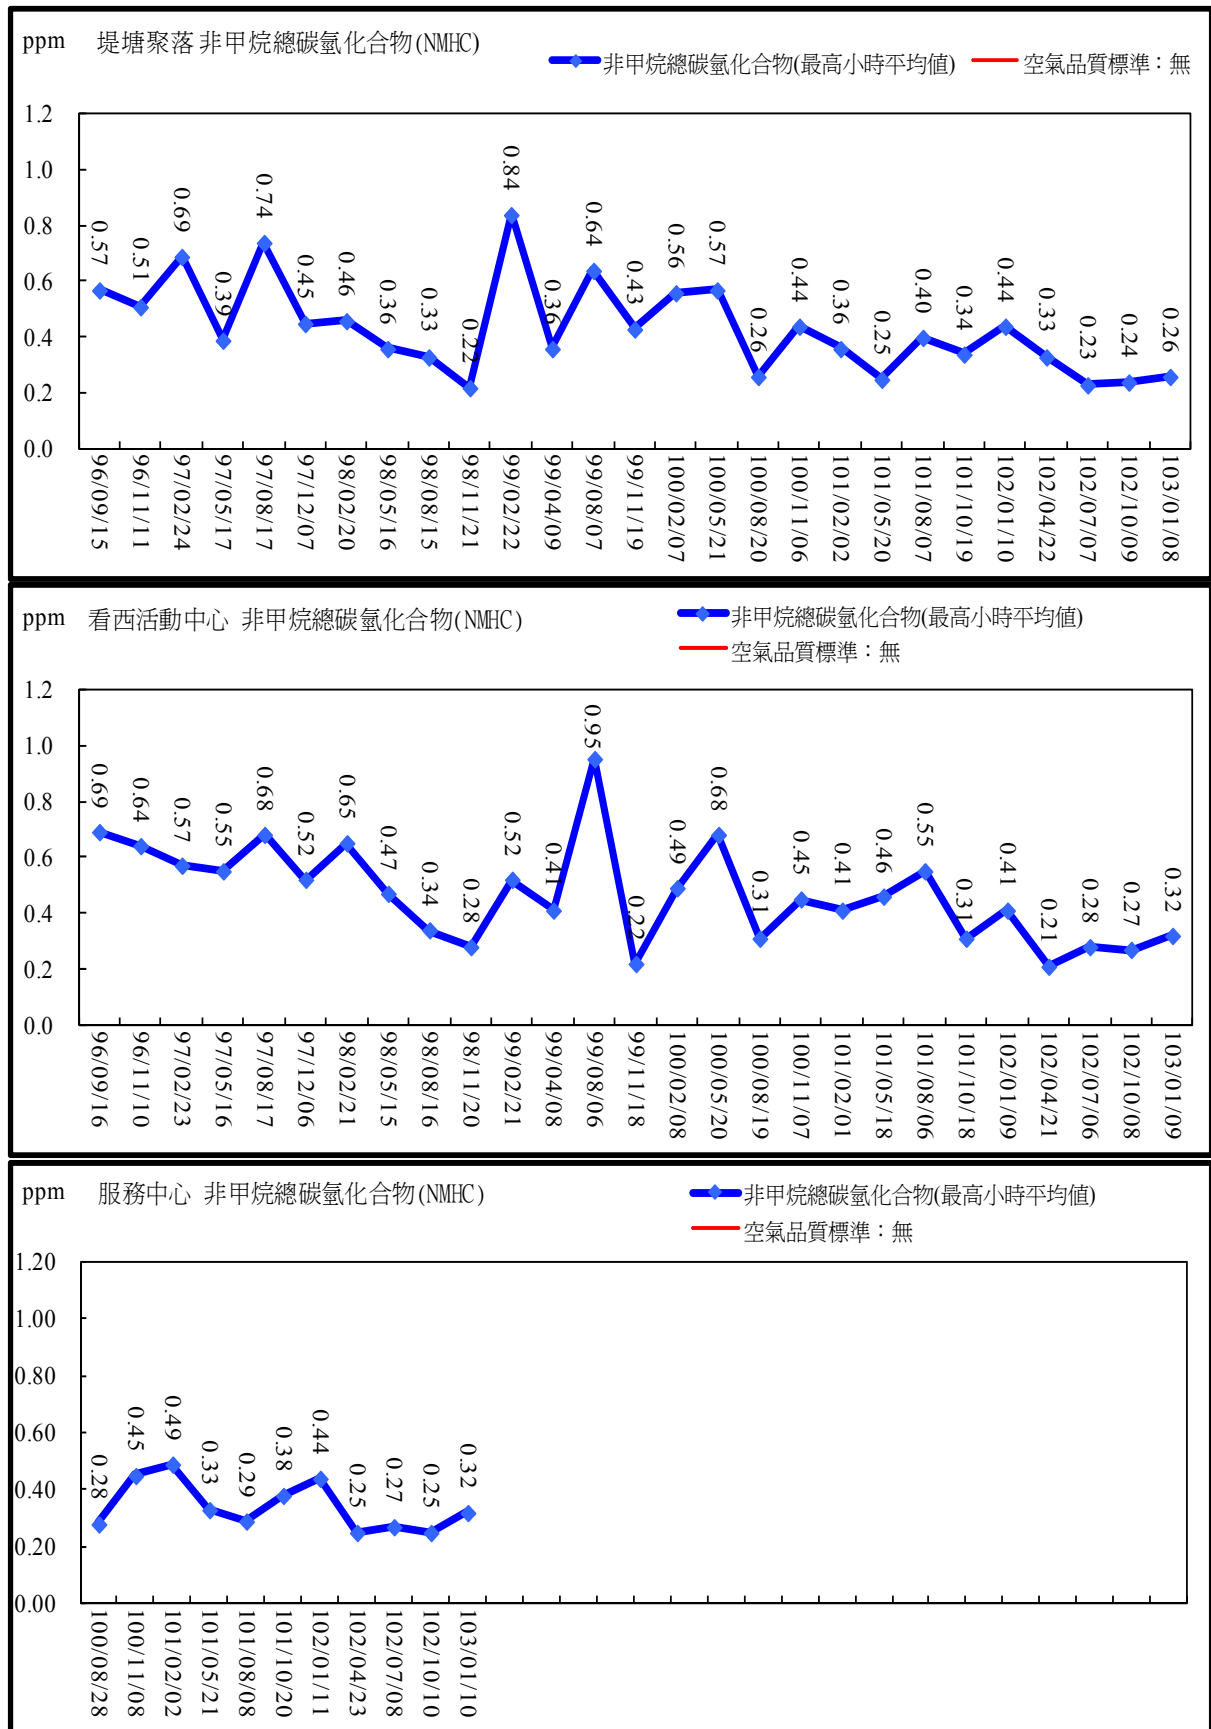 ppm 堤塘聚落 非甲烷總碳氫化合物(NMHC)
非甲烷總碳氫化合物(最高小時平均值) 空氣品質標準：無
1.2
1.0
0.8
0.6
0.4
0.2
0.0
0.57 0.51 0.69 0.39 0.74 0.45 0.46 0.36 0.33 0.22 0.84 0.36 0.64 0.43 0.56 0.57 0.26 0.44 0.36 0.25 0.40 0.34 0.44 0.33 0.23 0.24 0.26
96/09/15 96/11/11 97/02/24 97/05/17 97/08/17 97/12/07 98/02/20 98/05/16 98/08/15 98/11/21 99/02/22 99/04/09 99/08/07 99/11/19 100/02/07 100/05/21 100/08/20 100/11/06 101/02/02 101/05/20 101/08/07 101/10/19 102/01/10 102/04/22 102/07/07 102/10/09 103/01/08
ppm 看西活動中心 非甲烷總碳氫化合物(NMHC)
非甲烷總碳氫化合物(最高小時平均值)
空氣品質標準：無
1.2
1.0
0.8
0.6
0.4
0.2
0.0
0.69 0.64 0.57 0.55 0.68 0.52 0.65 0.47 0.34 0.28 0.52 0.41 0.95 0.22 0.49 0.68 0.31 0.45 0.41 0.46 0.55 0.31 0.41 0.21 0.28 0.27 0.32
96/09/16 96/11/10 97/02/23 97/05/16 97/08/17 97/12/06 98/02/21 98/05/15 98/08/16 98/11/20 99/02/21 99/04/08 99/08/06 99/11/18 100/02/08 100/05/20 100/08/19 100/11/07 101/02/01 101/05/18 101/08/06 101/10/18 102/01/09 102/04/21 102/07/06 102/10/08 103/01/09
ppm 服務中心 非甲烷總碳氫化合物(NMHC)
非甲烷總碳氫化合物(最高小時平均值)
空氣品質標準：無
1.20
1.00
0.80
0.60
0.40
0.20
0.00
0.28 0.45 0.49 0.33 0.29 0.38 0.44 0.25 0.27 0.25 0.32
100/08/28 100/11/08 101/02/02 101/05/21 101/08/08 101/10/20 102/01/11 102/04/23 102/07/08 102/10/10 103/01/10